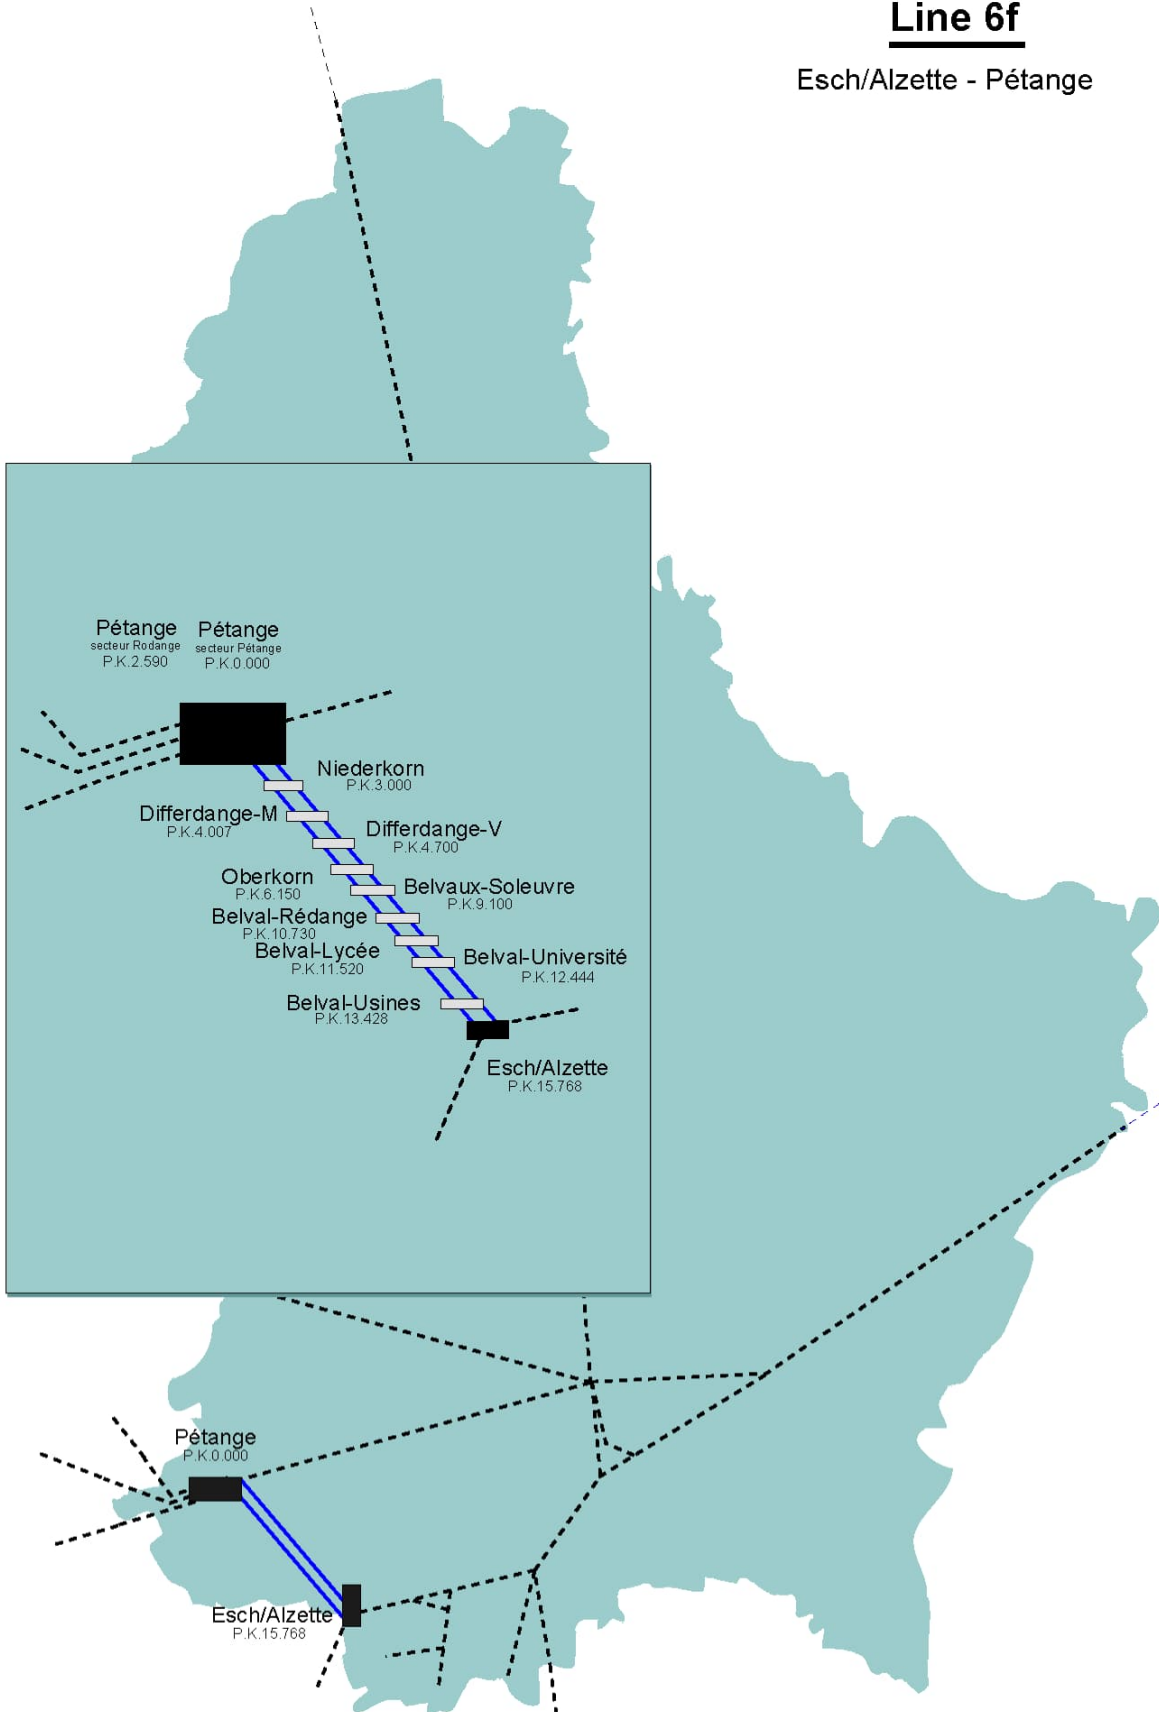 Line 6f
Esch/Alzette - Pétange
Pétange
secteur Rodange
P.K.2.590
Pétange
secteur Pétange
P.K.0.000
Niederkorn
P.K.3.000
Differdange-M
P.K.4.007
Differdange-V
P.K.4.700
Oberkorn
P.K.6.150
Belvaux-Soleuvre
P.K.9.100
Belval-Rédange
P.K.10.730
Belval-Lycée
P.K.11.520
Belval-Université
P.K.12.444
Belval-Usines
P.K.13.428
Esch/Alzette
P.K.15.768
Pétange
P.K.0.000
Esch/Alzette
P.K.15.768